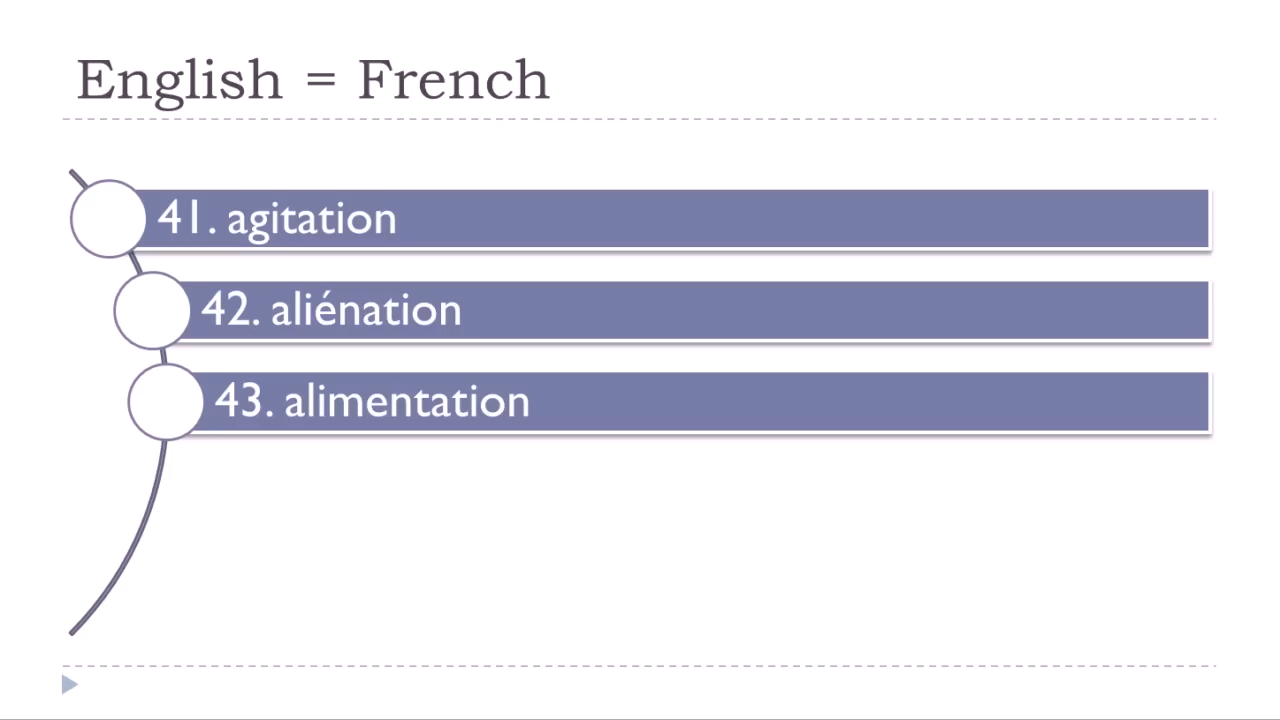 English = French
41. agitation
42. aliénation
43. alimentation